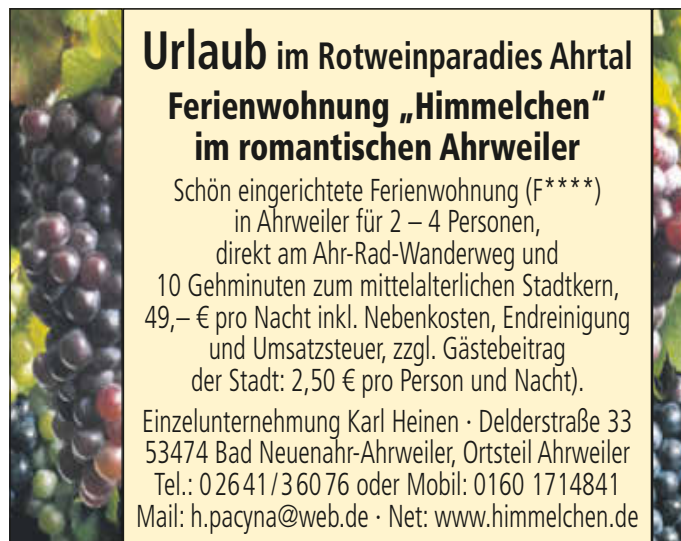 Urlaub im Rotweinparadies Ahrtal
Ferienwohnung „Himmelchen“
im romantischen Ahrweiler
Schön eingerichtete Ferienwohnung (F****)
in Ahrweiler für 2 – 4 Personen,
direkt am Ahr-Rad-Wanderweg und
10 Gehminuten zum mittelalterlichen Stadtkern,
49,– € pro Nacht inkl. Nebenkosten, Endreinigung
und Umsatzsteuer, zzgl. Gästebeitrag
der Stadt: 2,50 € pro Person und Nacht).
Einzelunternehmung Karl Heinen · Delderstraße 33
53474 Bad Neuenahr-Ahrweiler, Ortsteil Ahrweiler
Tel.: 02641/36076 oder Mobil: 0160 1714841
Mail: h.pacyna@web.de · Net: www.himmelchen.de